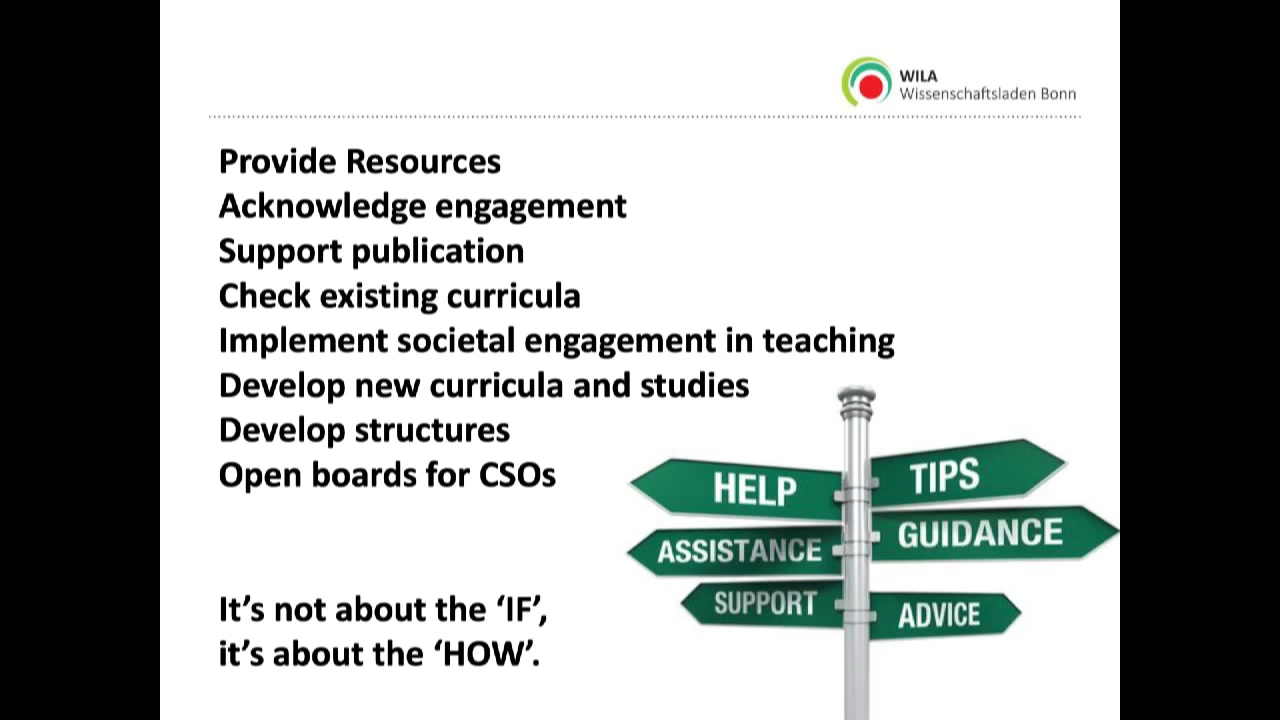 WILA
Wissenschaftsladen Bonn
Provide Resources
Acknowledge engagement
Support publication
Check existing curricula
Implement societal engagement in teaching
Develop new curricula and studies
Develop structures
Open boards for CSOs
HELP
TIPS
ASSISTANCE
GUIDANCE
SUPPORT
ADVICE
It’s not about the ‘IF’,
it’s about the ‘HOW’.